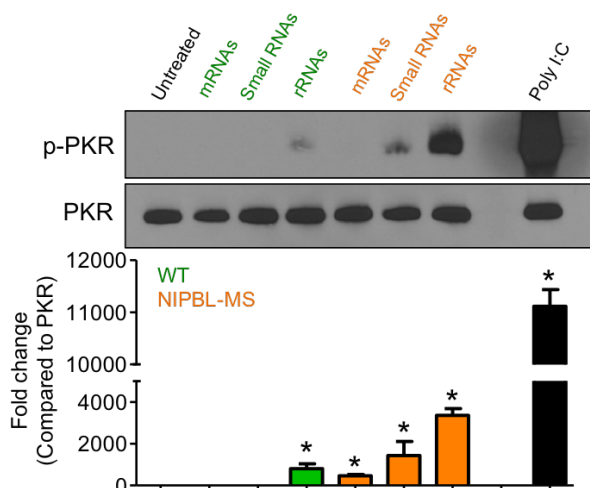 Untreated
mRNAs
Small RNAs
rRNAs
mRNAs
Small RNAs
rRNAs
Poly I:C
p-PKR
PKR
Fold change
(Compared to PKR)
12000
11000
10000
4000
2000
0
WT
NIPBL-MS
*
*
*
*
*